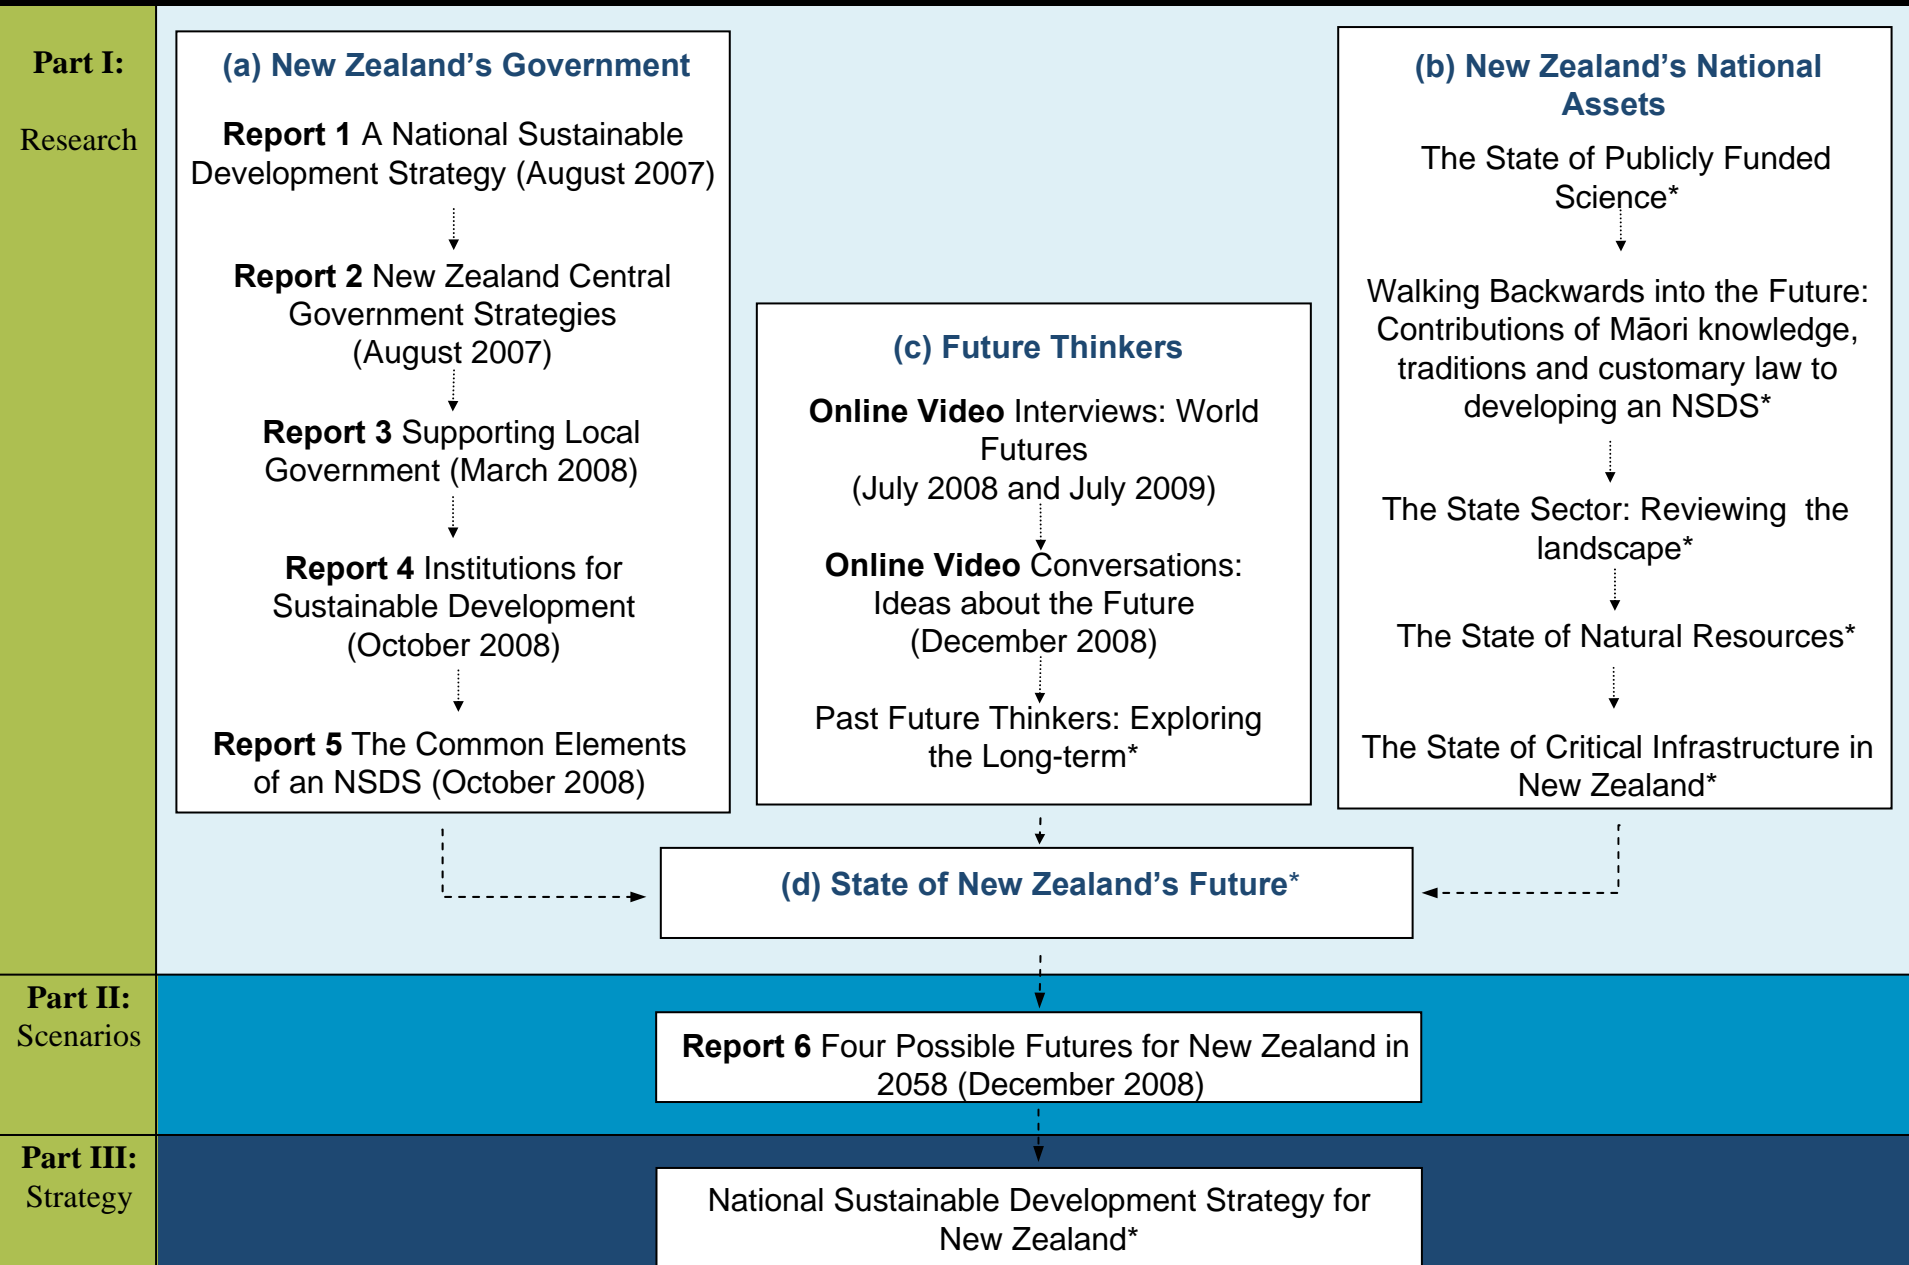 Part I:
Research
(a) New Zealand’s Government
Report 1 A National Sustainable
Development Strategy (August 2007)
Report 2 New Zealand Central
Government Strategies
(August 2007)
Report 3 Supporting Local
Government (March 2008)
Report 4 Institutions for
Sustainable Development
(October 2008)
Report 5 The Common Elements
of an NSDS (October 2008)
(c) Future Thinkers
Online Video Interviews: World
Futures
(July 2008 and July 2009)
Online Video Conversations:
Ideas about the Future
(December 2008)
Past Future Thinkers: Exploring
the Long-term*
(b) New Zealand’s National
Assets
The State of Publicly Funded
Science*
Walking Backwards into the Future:
Contributions of Māori knowledge,
traditions and customary law to
developing an NSDS*
The State Sector: Reviewing  the
landscape*
The State of Natural Resources*
The State of Critical Infrastructure in
New Zealand*
(d) State of New Zealand’s Future*
Part II:
Scenarios
Report 6 Four Possible Futures for New Zealand in
2058 (December 2008)
Part III:
Strategy
National Sustainable Development Strategy for
New Zealand*